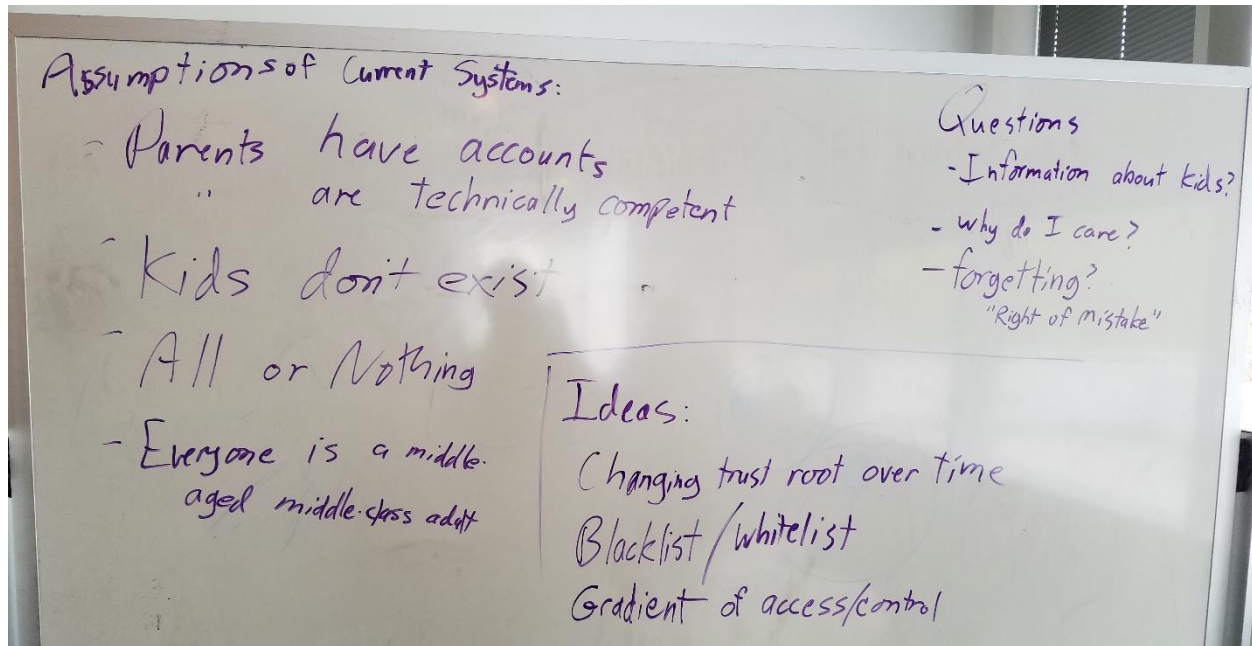 Assumptions of Current Systems:
- Parents have accounts
" are technically competent
- Kids don't exist
- All or Nothing
- Everyone is a middle-
aged middle-class adult
Questions
- Information about kids?
- Why do I care?
- forgetting?
"Right of Mistake"
Ideas:
Changing trust root over time
Blacklist/whitelist
Gradient of access/control